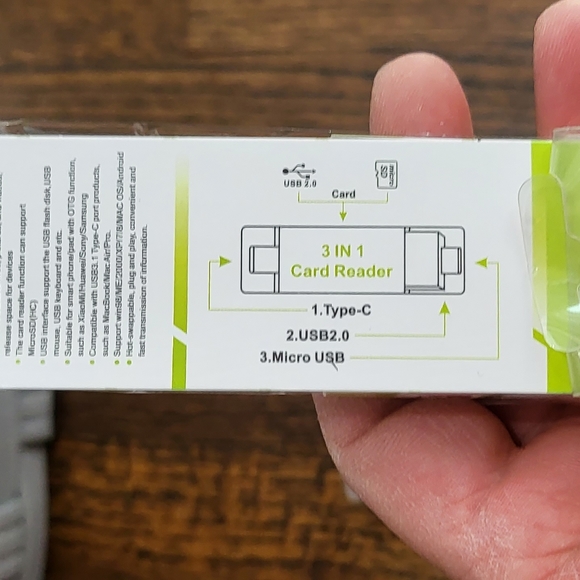 release space for devices
The card reader function can support
MicroSD(HC)
USB interface support the USB flash disk,USB
mouse, USB keyboard and etc.
Suitable for smart phone/pad with OTG function,
such as XiaoMi/Huawei/Sony/Samsung
Compatible with USB3.1 Type-C port products,
such as MacBook/Mac Air/Pro.
Support win98/ME/2000/XP/7/8/MAC OS/Android
Hot-swappable, plug and play, convenient and
fast transmission of information.
USB 2.0
micro
SD
Card
3 IN 1
Card Reader
1.Type-C
2.USB2.0
3.Micro USB